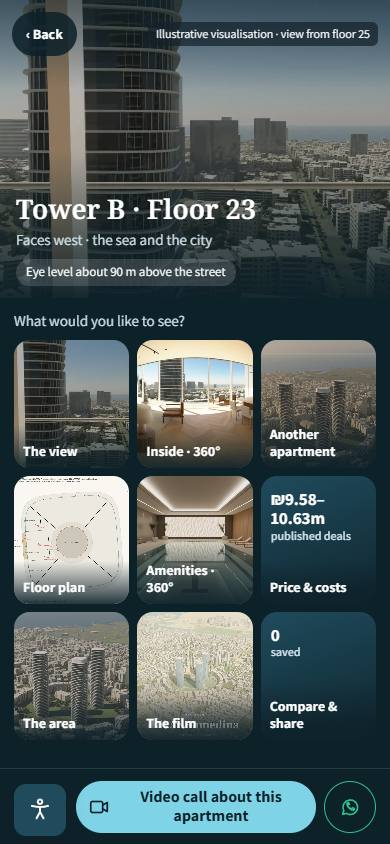 ‹ Back
Illustrative visualisation · view from floor 25
Tower B · Floor 23
Faces west · the sea and the city
Eye level about 90 m above the street
What would you like to see?
The view
Inside · 360°
Another
apartment
Floor plan
Amenities ·
360°
₪9.58–
10.63m
published deals
Price & costs
The area
The film
0
saved
Compare &
share
Video call about this
apartment